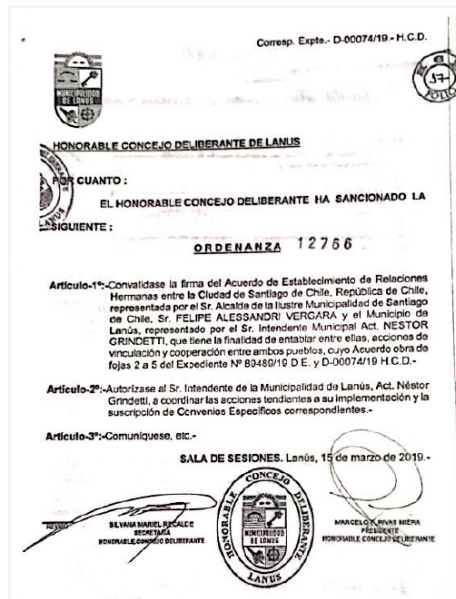 Corresp. Expte.- D-00074/19.- H.C.D.
FOLIO
MUNICIPALIDAD
DE LANUS
HONORABLE CONCEJO DELIBERANTE DE LANUS
POR CUANTO :
EL HONORABLE CONCEJO DELIBERANTE HA SANCIONADO LA
SIGUIENTE :
ORDENANZA 12766
Artículo-1º:-Convalídase la firma del Acuerdo de Establecimiento de Relaciones
Hermanas entre la Ciudad de Santiago de Chile, República de Chile,
representada por el Sr. Alcalde de la Ilustre Municipalidad de Santiago
de Chile, Sr. FELIPE ALESSANDRI VERGARA y el Municipio de
Lanús, representado por el Sr. Intendente Municipal Act. NESTOR
GRINDETTI, que tiene la finalidad de entablar entre ellas, acciones de
vinculación y cooperación entre ambos pueblos, cuyo Acuerdo obra de
fojas 2 a 5 del Expediente Nº 89489/19 D.E. y D-00074/19 H.C.D.-
Artículo-2º:-Autorízase al Sr. Intendente de la Municipalidad de Lanús, Act. Néstor
Grindetti, a coordinar las acciones tendientes a su implementación y la
suscripción de Convenios Específicos correspondientes.-
Artículo-3º:-Comuníquese, etc.-
SALA DE SESIONES. Lanús, 15 de marzo de 2019.-
SILVANA MARIEL RECALDE
SECRETARIA
HONORABLE CONCEJO DELIBERANTE
HONORABLE CONCEJO DELIBERANTE
MUNICIPALIDAD
DE LANUS
LANUS
MARCELO RIVAS MIERA
PRESIDENTE
HONORABLE CONCEJO DELIBERANTE